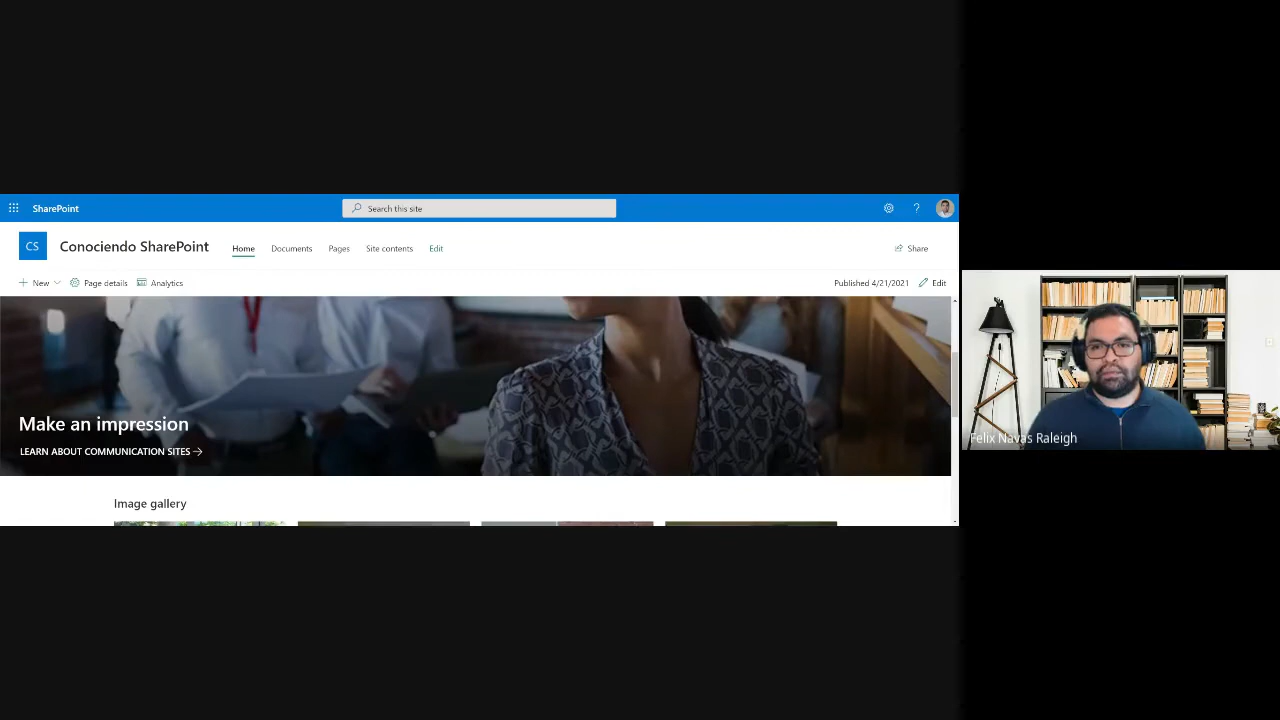 SharePoint
Search this site
CS
Conociendo SharePoint
Home
Documents
Pages
Site contents
Edit
Share
New
Page details
Analytics
Published 4/21/2021
Edit
Make an impression
LEARN ABOUT COMMUNICATION SITES
Image gallery
Felix Navas Raleigh